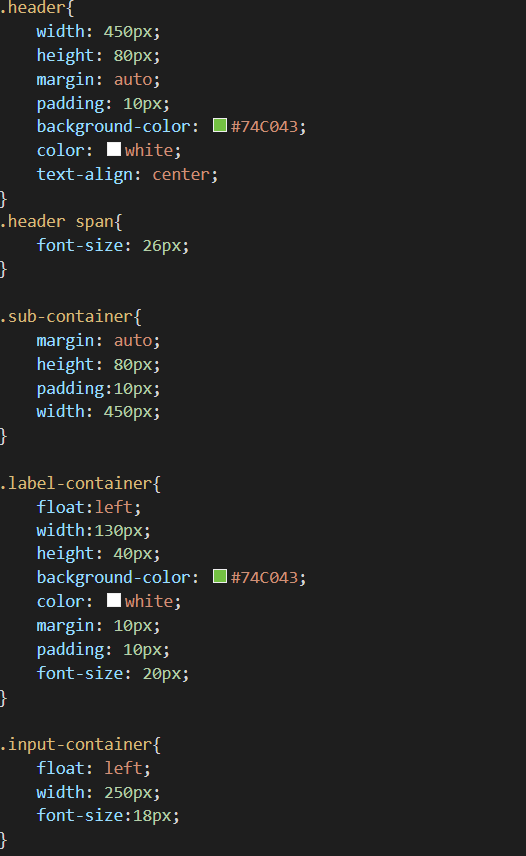 .header{
    width: 450px;
    height: 80px;
    margin: auto;
    padding: 10px;
    background-color: #74C043;
    color: white;
    text-align: center;
}
.header span{
    font-size: 26px;
}

.sub-container{
    margin: auto;
    height: 80px;
    padding:10px;
    width: 450px;
}

.label-container{
    float:left;
    width:130px;
    height: 40px;
    background-color: #74C043;
    color: white;
    margin: 10px;
    padding: 10px;
    font-size: 20px;
}

.input-container{
    float: left;
    width: 250px;
    font-size:18px;
}